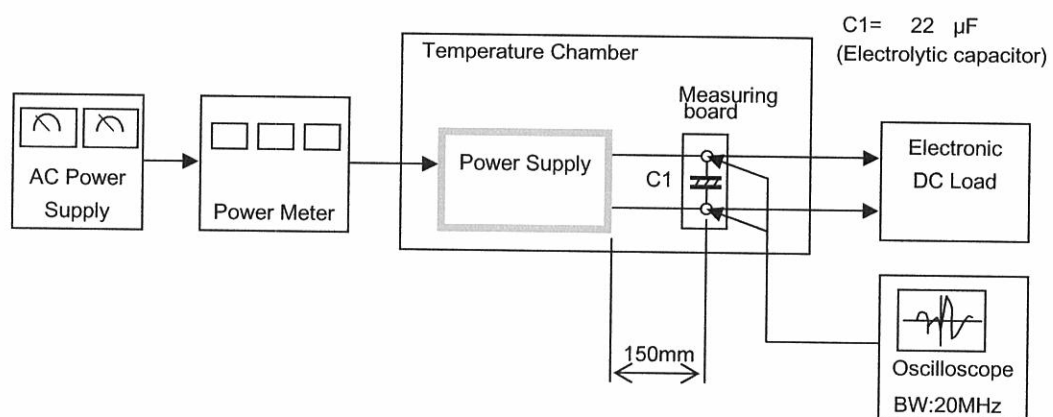 C1= 22 μF
(Electrolytic capacitor)
Temperature Chamber
Measuring
board
AC Power
Supply
Power Meter
Power Supply
C1
Electronic
DC Load
150mm
Oscilloscope
BW:20MHz